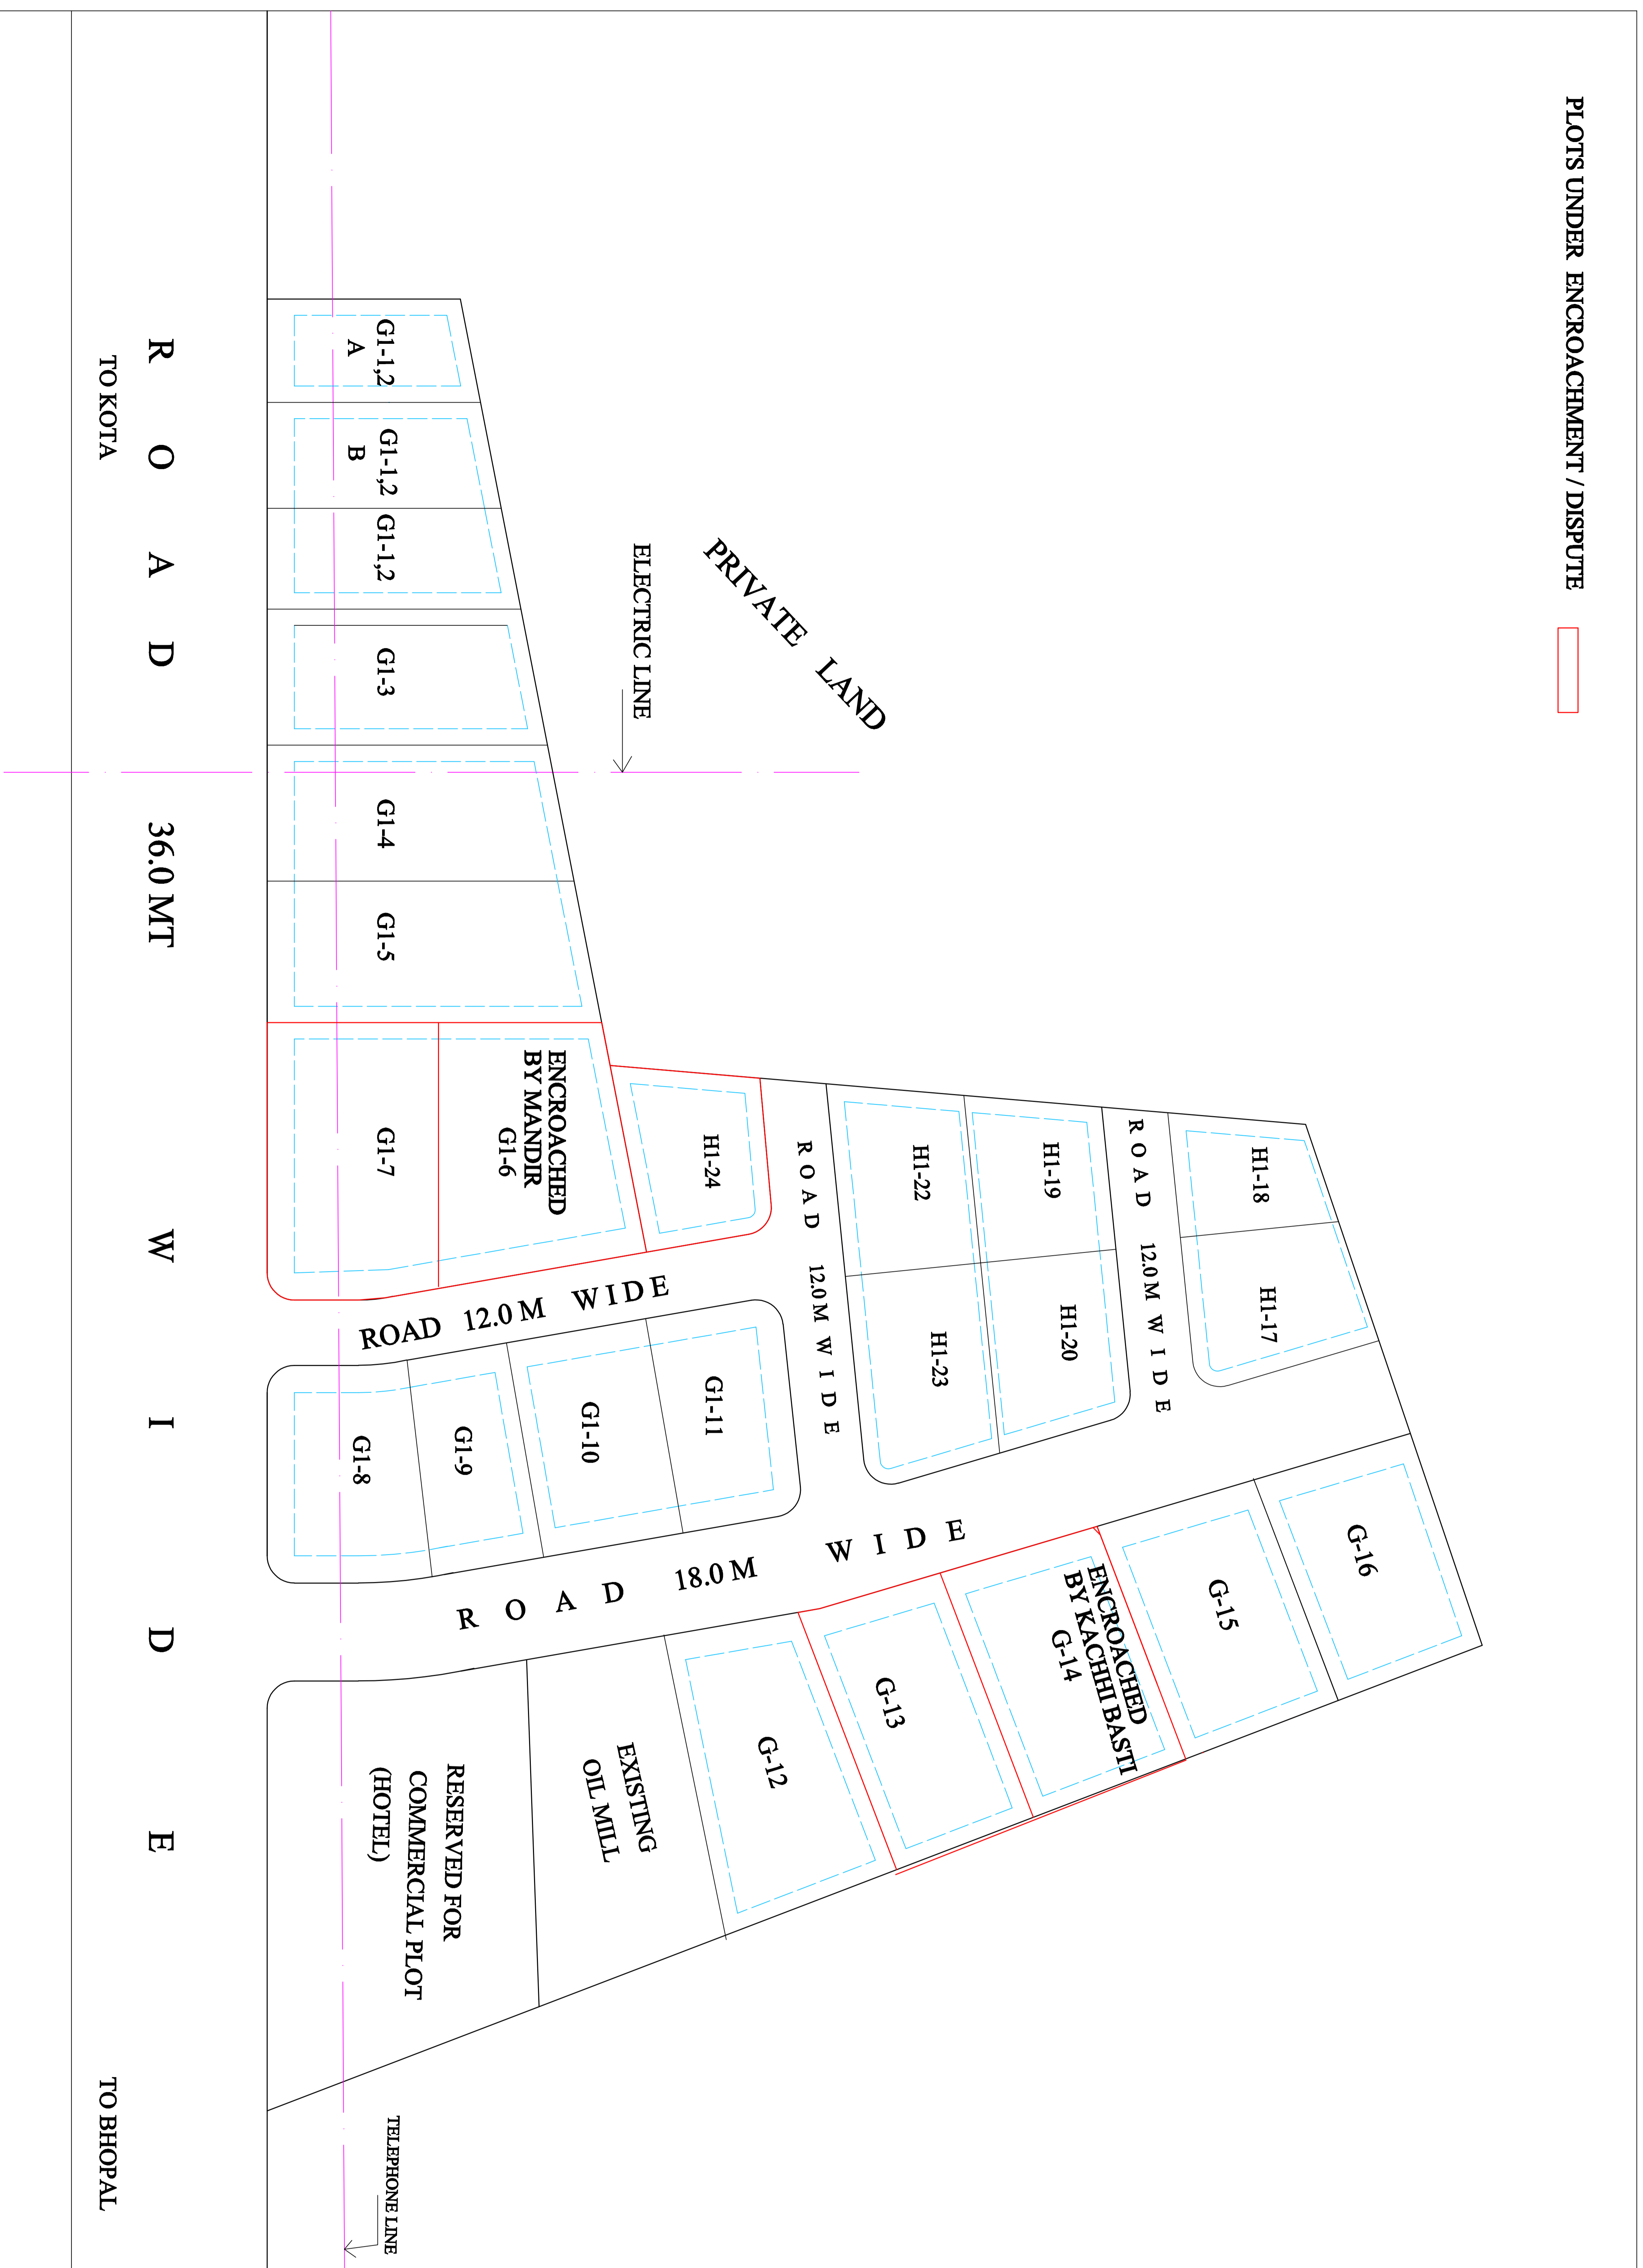 PLOTS UNDER ENCROACHMENT / DISPUTE
PRIVATE LAND
ELECTRIC LINE
H1-18
H1-17
ROAD 12.0 M WIDE
H1-19
H1-20
H1-22
H1-23
ROAD 12.0 M WIDE
H1-24
G-16
G-15
ENCROACHED
BY KACHHI BASTI
G-14
G-13
G-12
EXISTING
OIL MILL
RESERVED FOR
COMMERCIAL PLOT
(HOTEL)
ROAD 18.0 M WIDE
G1-11
G1-10
G1-9
G1-8
ROAD 12.0 M WIDE
ENCROACHED
BY MANDIR
G1-6
G1-7
G1-1,2
A
G1-1,2
B
G1-1,2
G1-3
G1-4
G1-5
TELEPHONE LINE
ROAD 36.0 MT WIDE
TO KOTA
TO BHOPAL